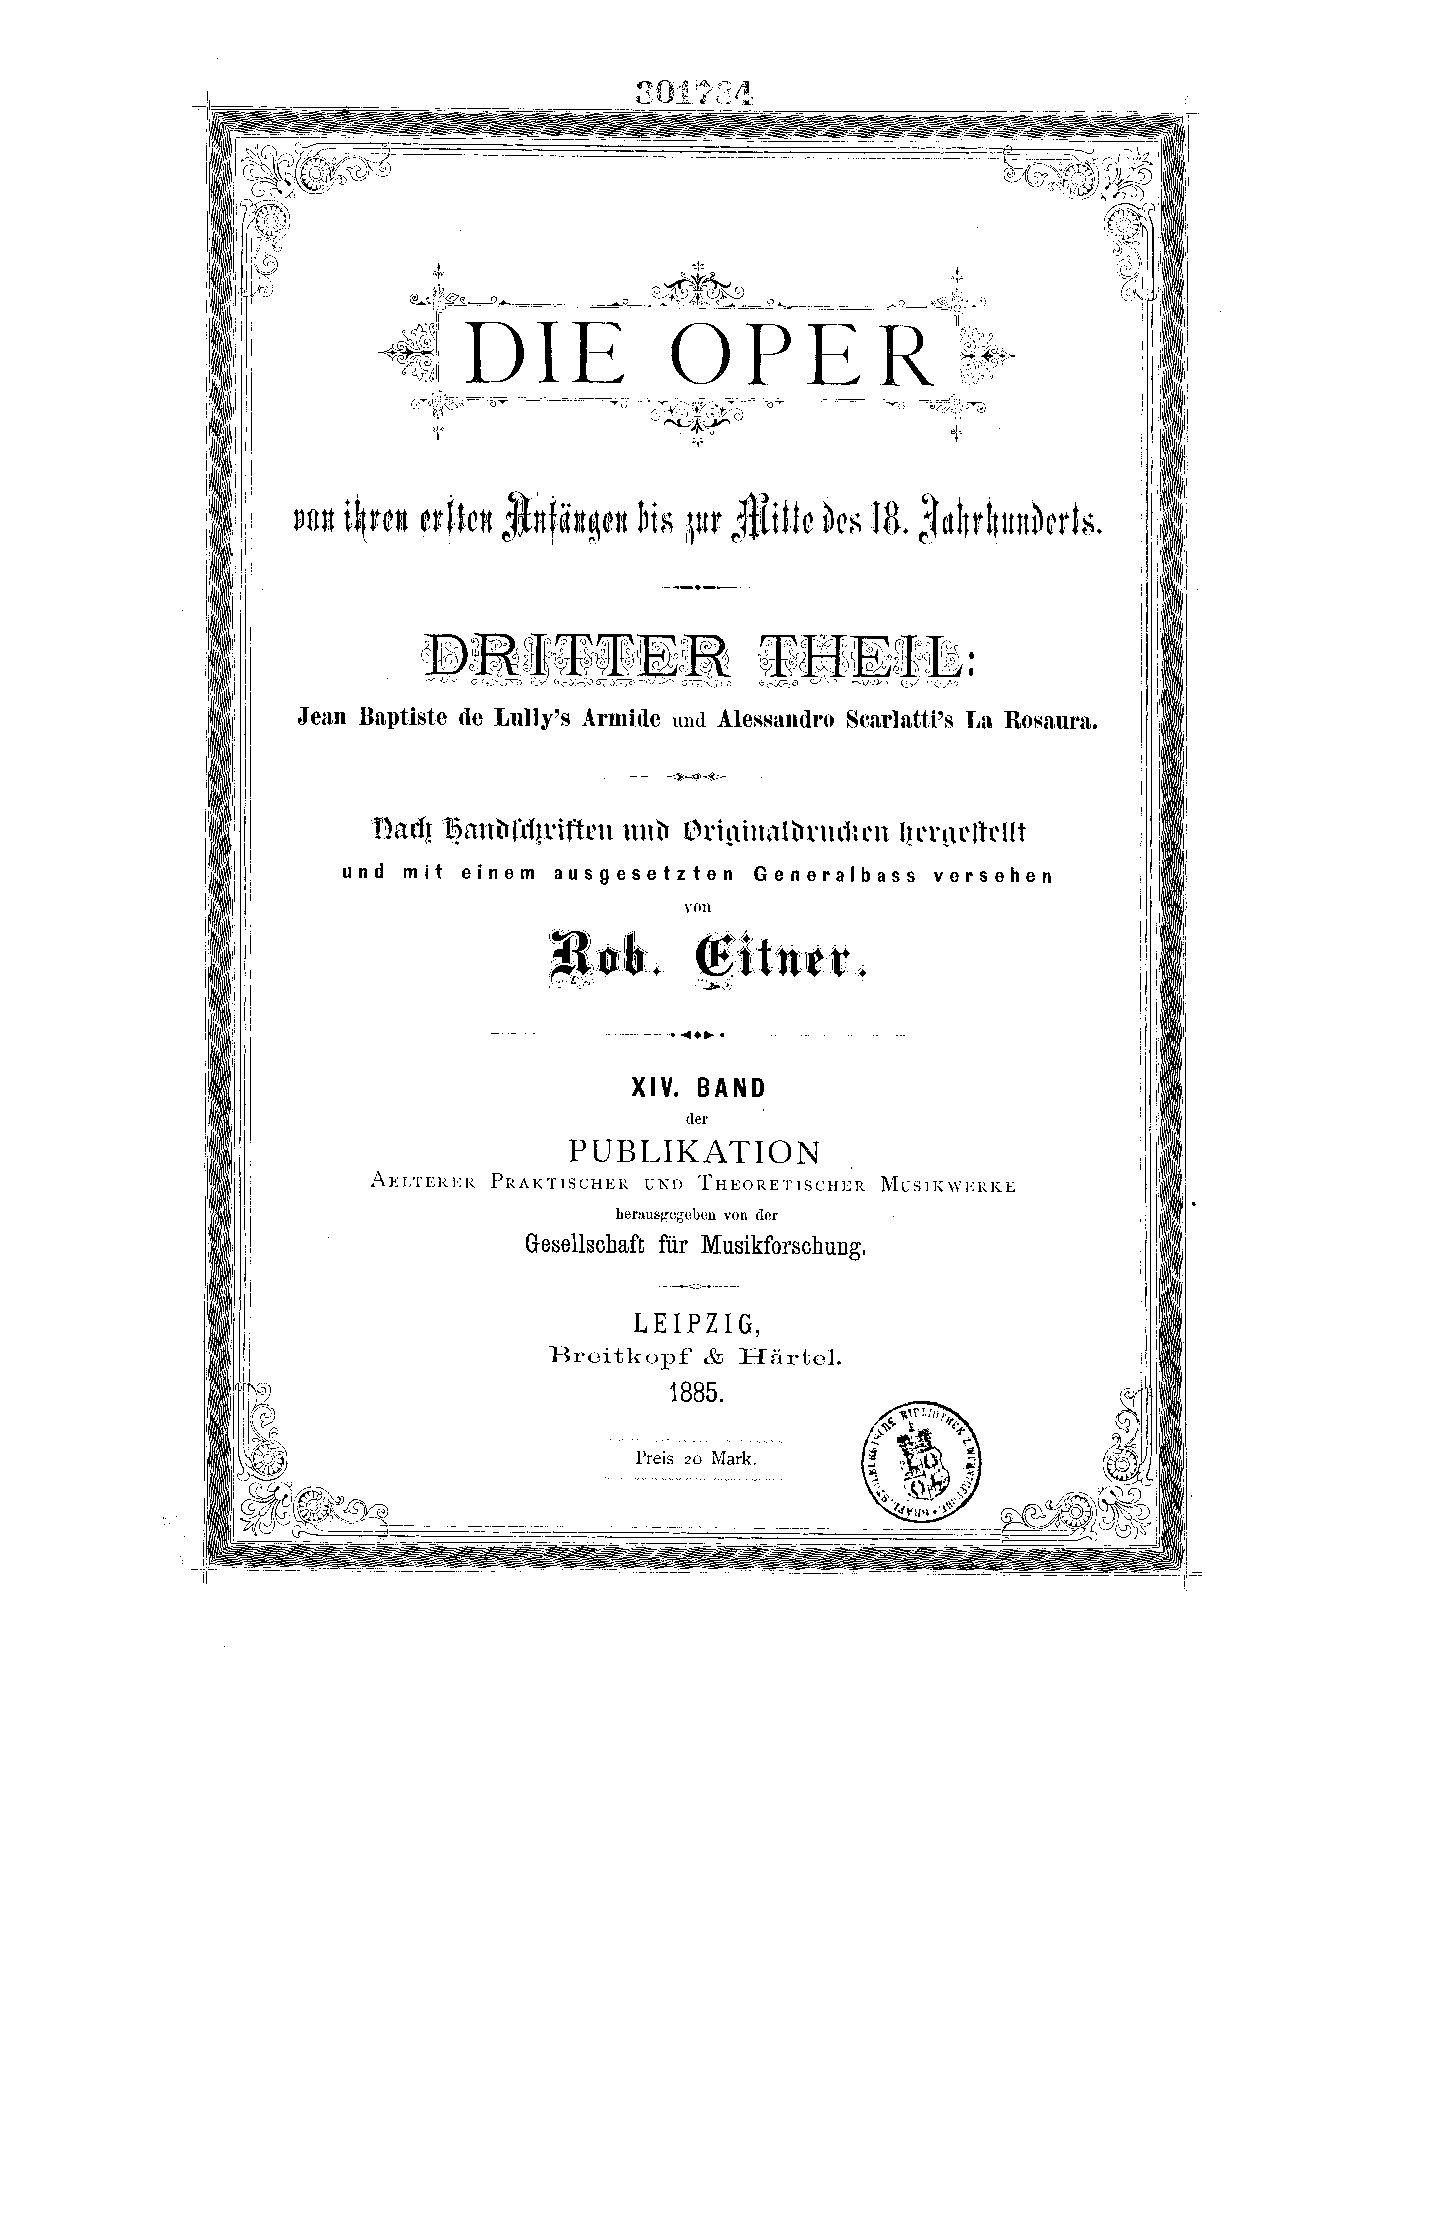 301784
DIE OPER
von ihren ersten Anfängen bis zur Mitte des 18. Jahrhunderts.
DRITTER THEIL:
Jean Baptiste de Lully's Armide und Alessandro Scarlatti's La Rosaura.
Nach Handschriften und Originaldrucken hergestellt
und mit einem ausgesetzten Generalbass versehen
von
Rob. Eitner.
XIV. BAND
der
PUBLIKATION
AELTERER PRAKTISCHER UND THEORETISCHER MUSIKWERKE
herausgegeben von der
Gesellschaft für Musikforschung.
LEIPZIG,
Breitkopf & Härtel.
1885.
Preis 20 Mark.
BIBLIOTHEK